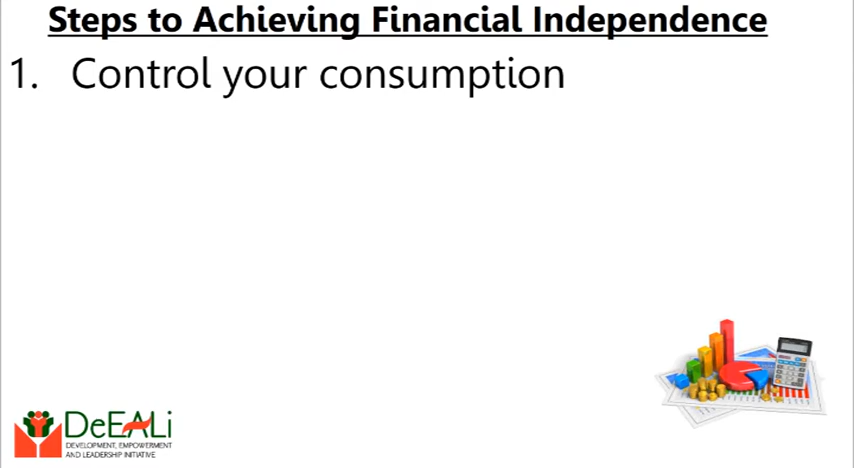 Steps to Achieving Financial Independence
1. Control your consumption
DeEALi
DEVELOPMENT, EMPOWERMENT
AND LEADERSHIP INITIATIVE